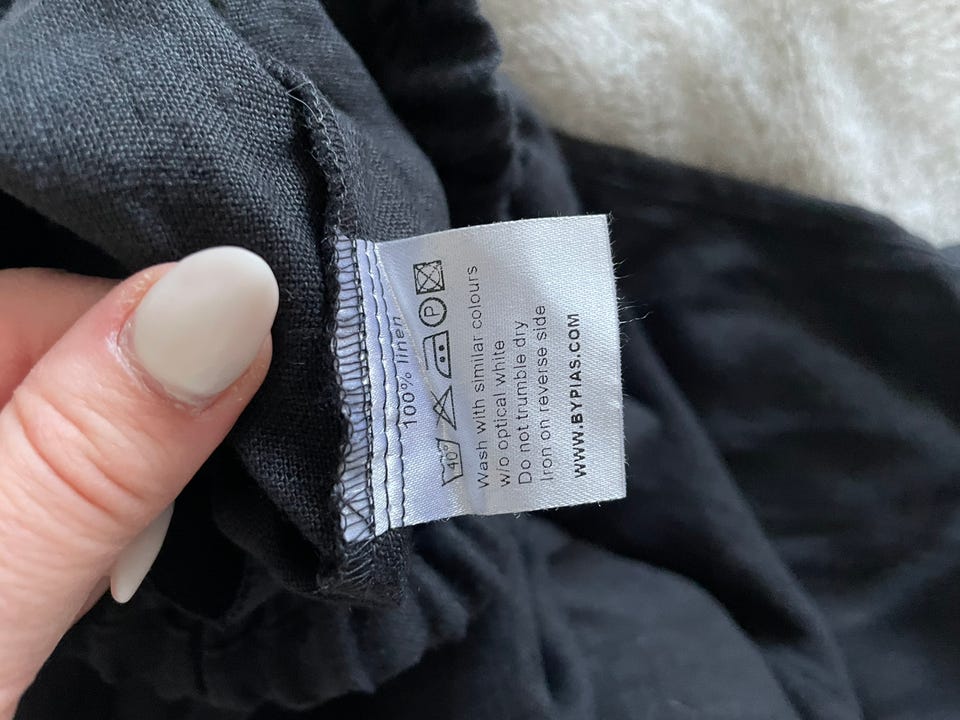 100% linen
40° P
Wash with similar colours
w/o optical white
Do not trumble dry
Iron on reverse side
WWW.BYPIAS.COM